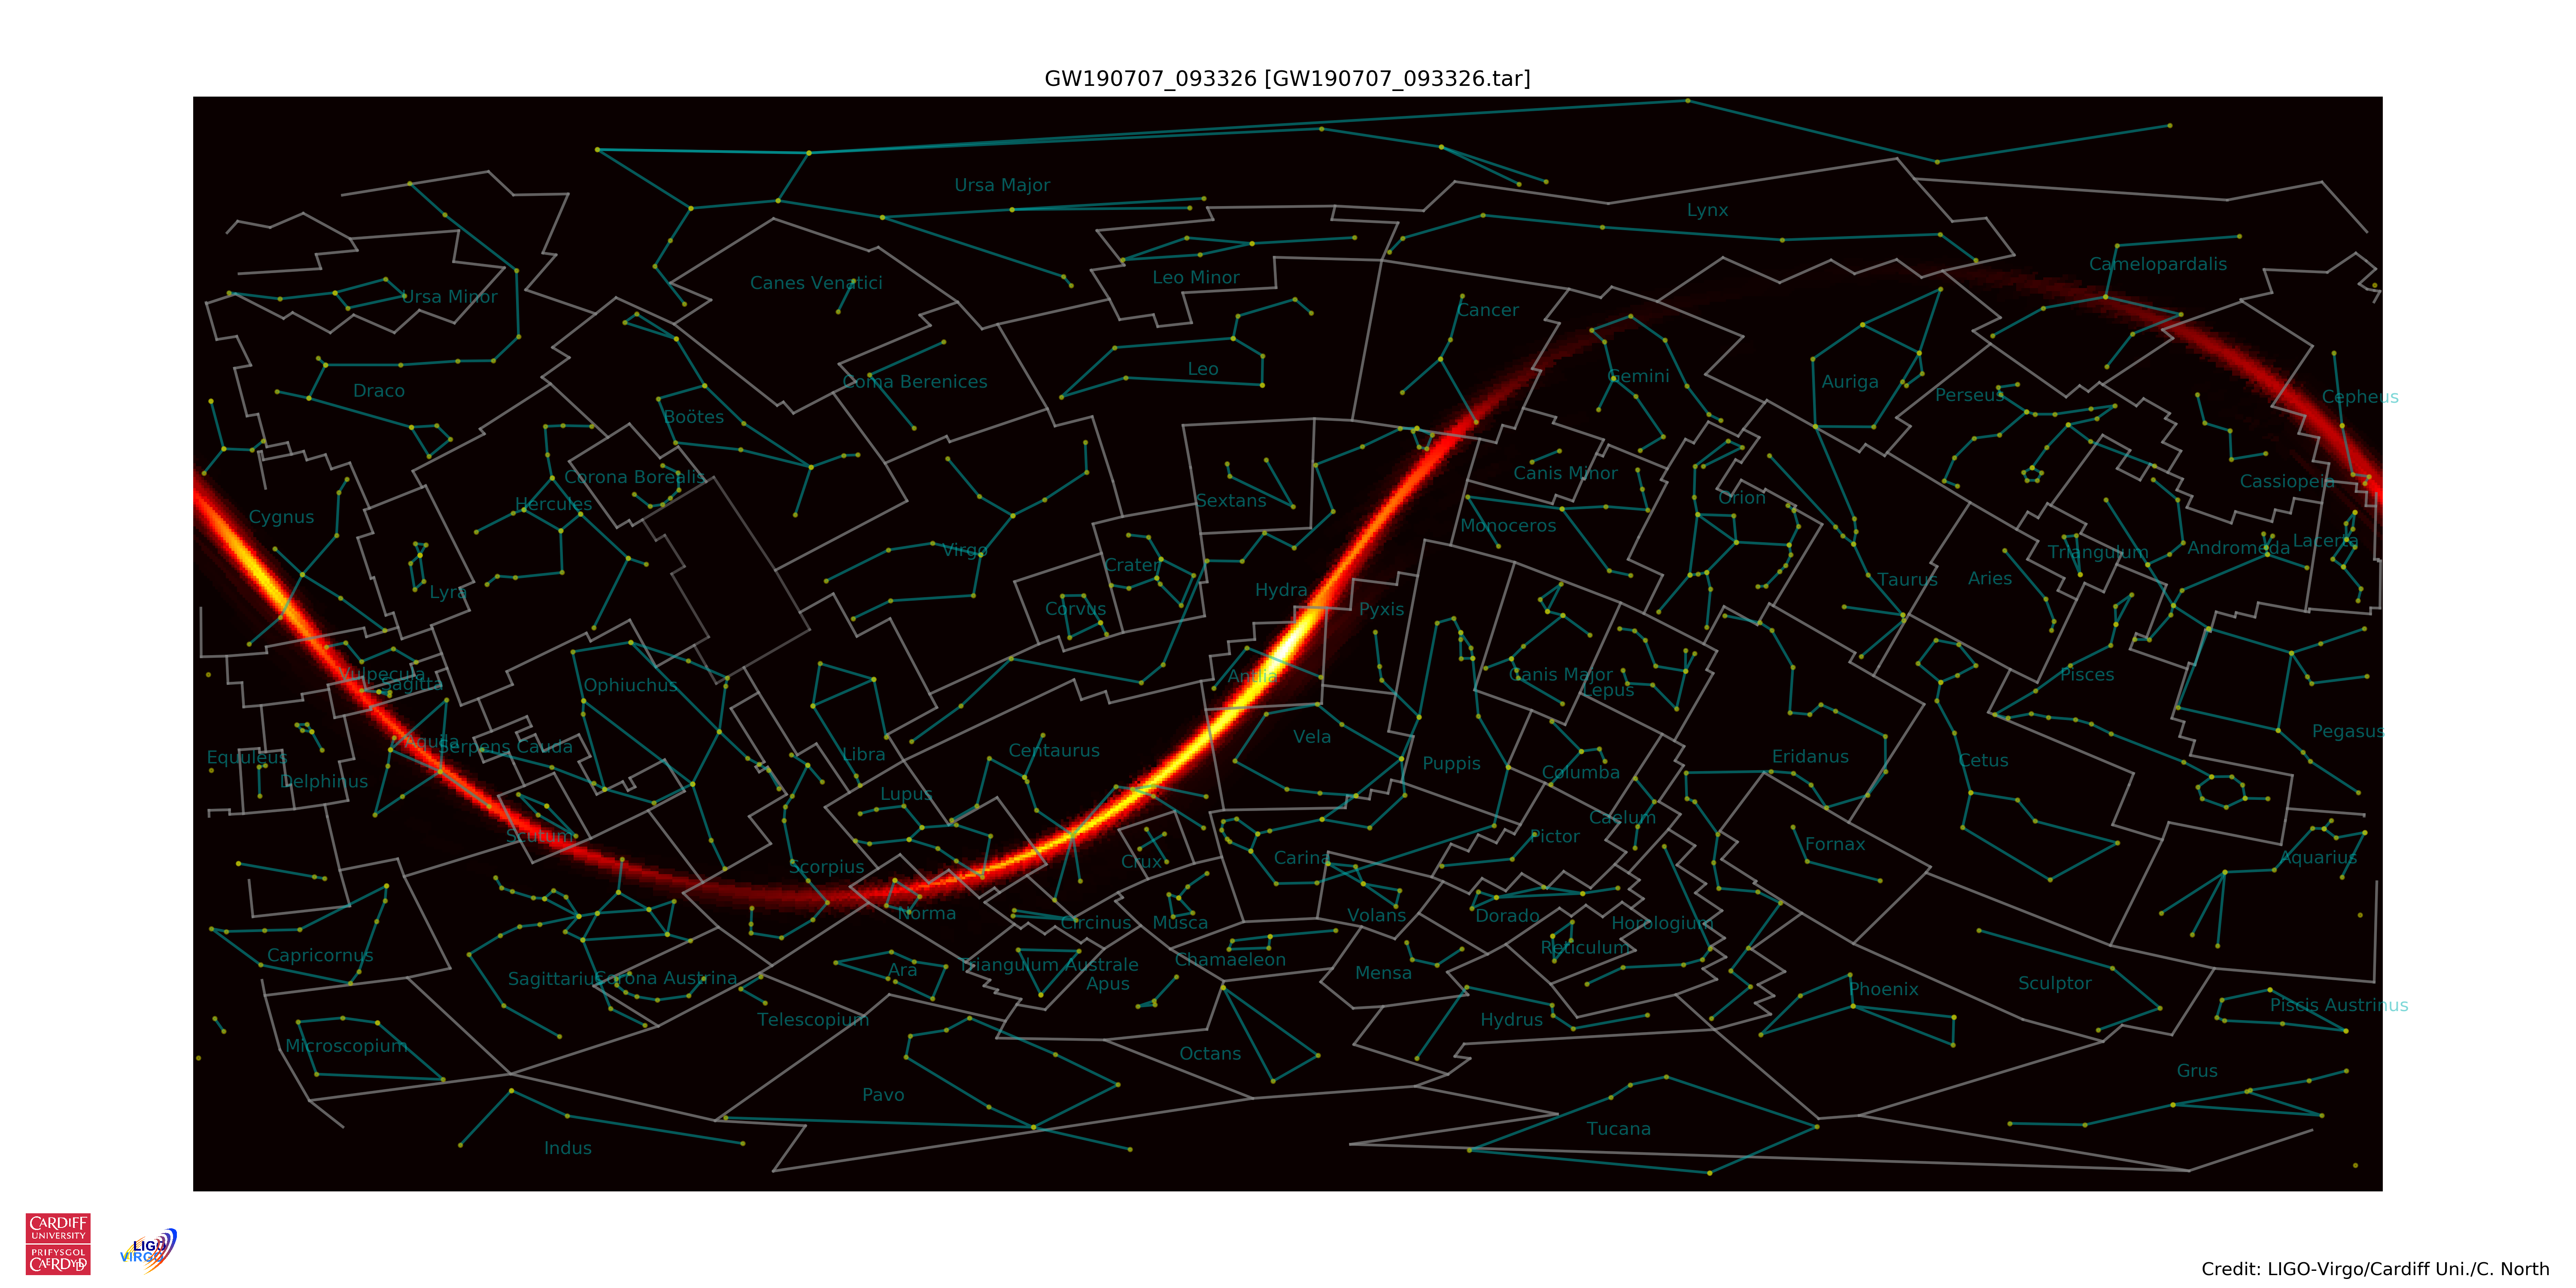 GW190707_093326 [GW190707_093326.tar]
Ursa Major
Lynx
Camelopardalis
Canes Venatici
Leo Minor
Ursa Minor
Cancer
Leo
Gemini
Coma Berenices
Auriga
Draco
Perseus
Cepheus
Boötes
Canis Minor
Corona Borealis
Cassiopeia
Orion
Sextans
Hercules
Cygnus
Monoceros
Lacerta
Virgo
Andromeda
Triangulum
Crater
Taurus
Aries
Hydra
Lyra
Corvus
Pyxis
Vulpecula
Antlia
Canis Major
Pisces
Sagitta
Ophiuchus
Lepus
Pegasus
Vela
Aquila
Serpens Cauda
Centaurus
Libra
Equuleus
Eridanus
Cetus
Puppis
Columba
Delphinus
Lupus
Caelum
Scutum
Pictor
Fornax
Crux
Carina
Aquarius
Scorpius
Norma
Volans
Dorado
Circinus
Musca
Horologium
Reticulum
Capricornus
Chamaeleon
Triangulum Australe
Ara
Mensa
Sagittarius
Corona Austrina
Apus
Sculptor
Phoenix
Piscis Austrinus
Telescopium
Hydrus
Microscopium
Octans
Grus
Pavo
Tucana
Indus
CARDIFF
UNIVERSITY
PRIFYSGOL
CAERDYDD
LIGO
VIRGO
Credit: LIGO-Virgo/Cardiff Uni./C. North